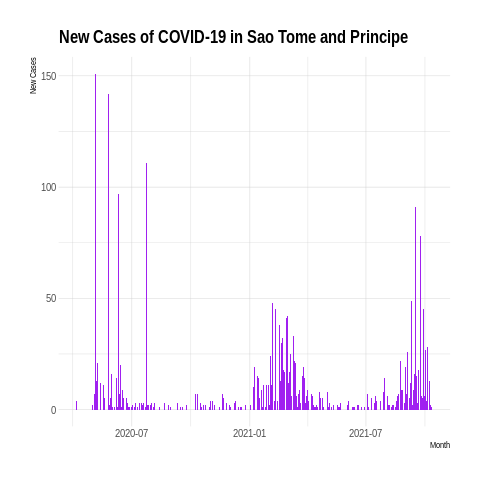 New Cases of COVID-19 in Sao Tome and Principe
New Cases
150
100
50
0
2020-07
2021-01
2021-07
Month